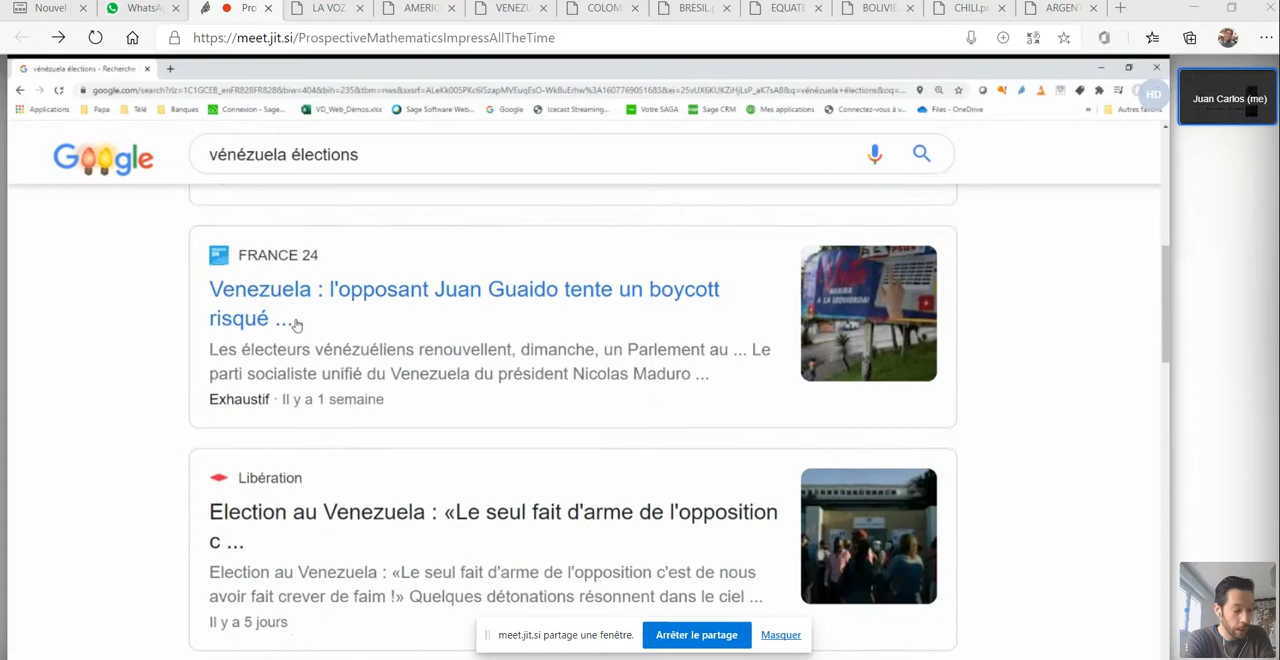 Nouvel
WhatsA
Pro
LA VOZ
AMERIC
VENEZU
COLOM
BRÉSIL.p
EQUATE
BOLIVIE
CHILI.pr
ARGENT
https://meet.jit.si/ProspectiveMathematicsImpressAllTheTime
vénézuela élections - Recherche
Applications
Papa
Télé
Banques
Connexion - Sage...
VD_Web_Démos.xlsx
Sage Software Web...
Google
Icecast Streaming...
Votre SAGA
Sage CRM
Mes applications
Connectez-vous à v...
Files - OneDrive
»
Autres favoris
HD
Juan Carlos (me)
Google
vénézuela élections
FRANCE 24
Venezuela : l'opposant Juan Guaido tente un boycott
risqué ...
Les électeurs vénézuéliens renouvellent, dimanche, un Parlement au ... Le
parti socialiste unifié du Venezuela du président Nicolas Maduro ...
Exhaustif · Il y a 1 semaine
Libération
Election au Venezuela : «Le seul fait d'arme de l'opposition
c ...
Election au Venezuela : «Le seul fait d'arme de l'opposition c'est de nous
avoir fait crever de faim !» Quelques détonations résonnent dans le ciel ...
Il y a 5 jours
meet.jit.si partage une fenêtre.
Arrêter le partage
Masquer